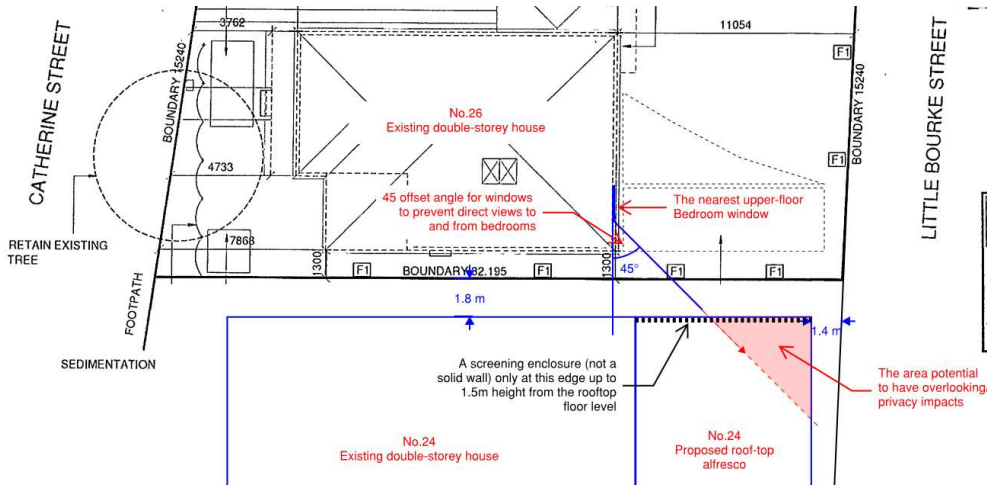 CATHERINE STREET
3762
11054
LITTLE BOURKE STREET
F1
BOUNDARY 15240
No.26
Existing double-storey house
BOUNDARY 15240
F1
4733
45 offset angle for windows
to prevent direct views to
and from bedrooms
The nearest upper-floor
Bedroom window
RETAIN EXISTING
TREE
7868
1300
F1
BOUNDARY 32.195
F1
1300
45°
F1
F1
FOOTPATH
1.8 m
1.4 m
SEDIMENTATION
A screening enclosure (not a
solid wall) only at this edge up to
1.5m height from the rooftop
floor level
The area potential
to have overlooking/
privacy impacts
No.24
Existing double-storey house
No.24
Proposed roof-top
alfresco